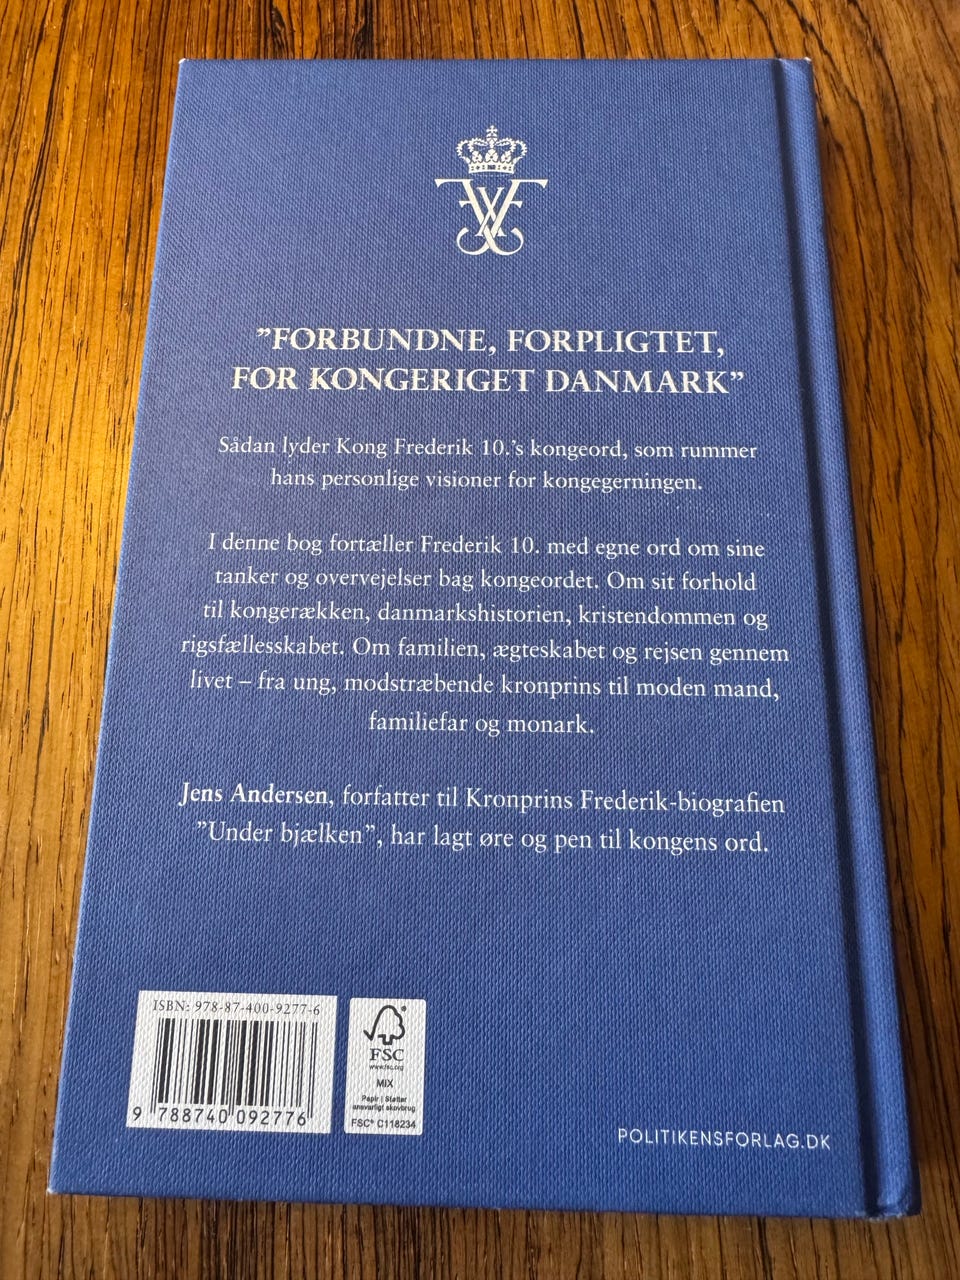 ”FORBUNDNE, FORPLIGTET,
FOR KONGERIGET DANMARK”
Sådan lyder Kong Frederik 10.’s kongeord, som rummer
hans personlige visioner for kongegerningen.
I denne bog fortæller Frederik 10. med egne ord om sine
tanker og overvejelser bag kongeordet. Om sit forhold
til kongerækken, danmarkshistorien, kristendommen og
rigsfællesskabet. Om familien, ægteskabet og rejsen gennem
livet – fra ung, modstræbende kronprins til moden mand,
familiefar og monark.
Jens Andersen, forfatter til Kronprins Frederik-biografien
”Under bjælken”, har lagt øre og pen til kongens ord.
ISBN: 978-87-400-9277-6
9 788740 092776
FSC
www.fsc.org
MIX
Papir | Støtter
ansvarligt skovbrug
FSC® C118234
POLITIKENSFORLAG.DK